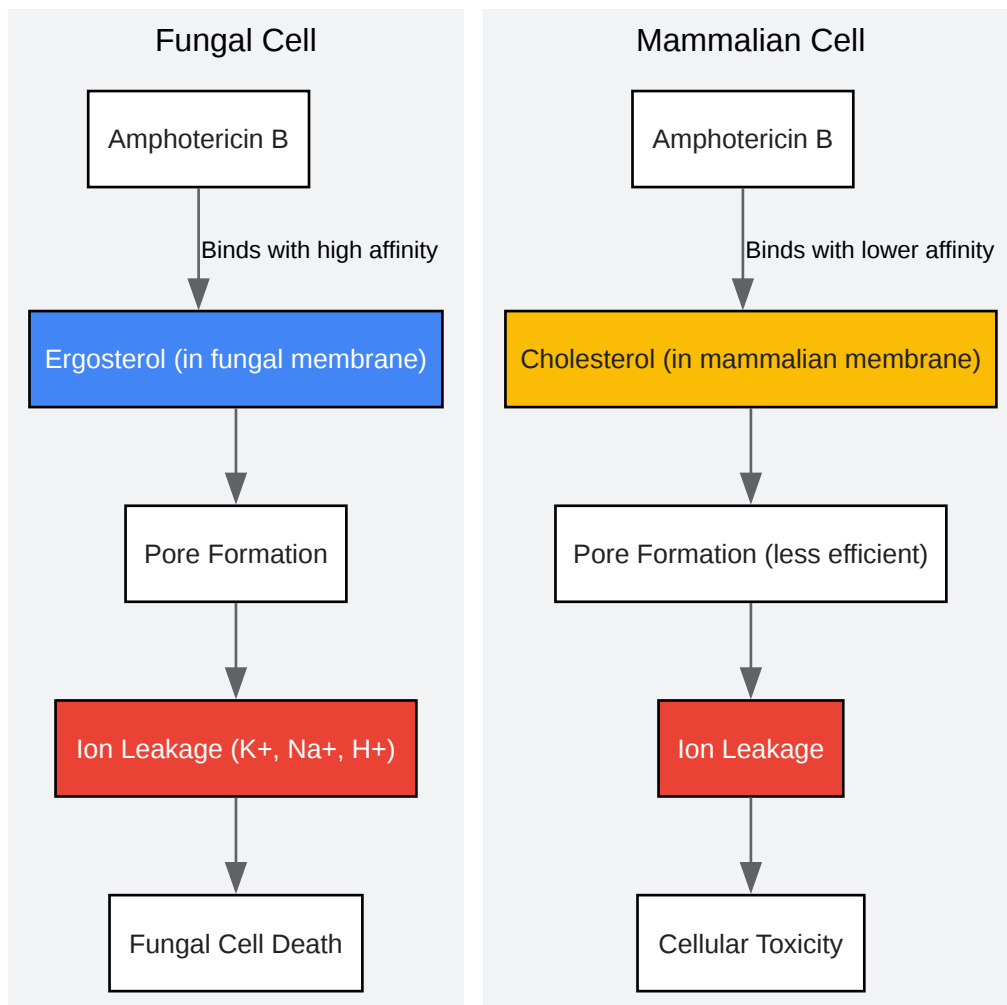 Fungal Cell
Amphotericin B
Binds with high affinity
Ergosterol (in fungal membrane)
Pore Formation
Ion Leakage (K+, Na+, H+)
Fungal Cell Death
Mammalian Cell
Amphotericin B
Binds with lower affinity
Cholesterol (in mammalian membrane)
Pore Formation (less efficient)
Ion Leakage
Cellular Toxicity